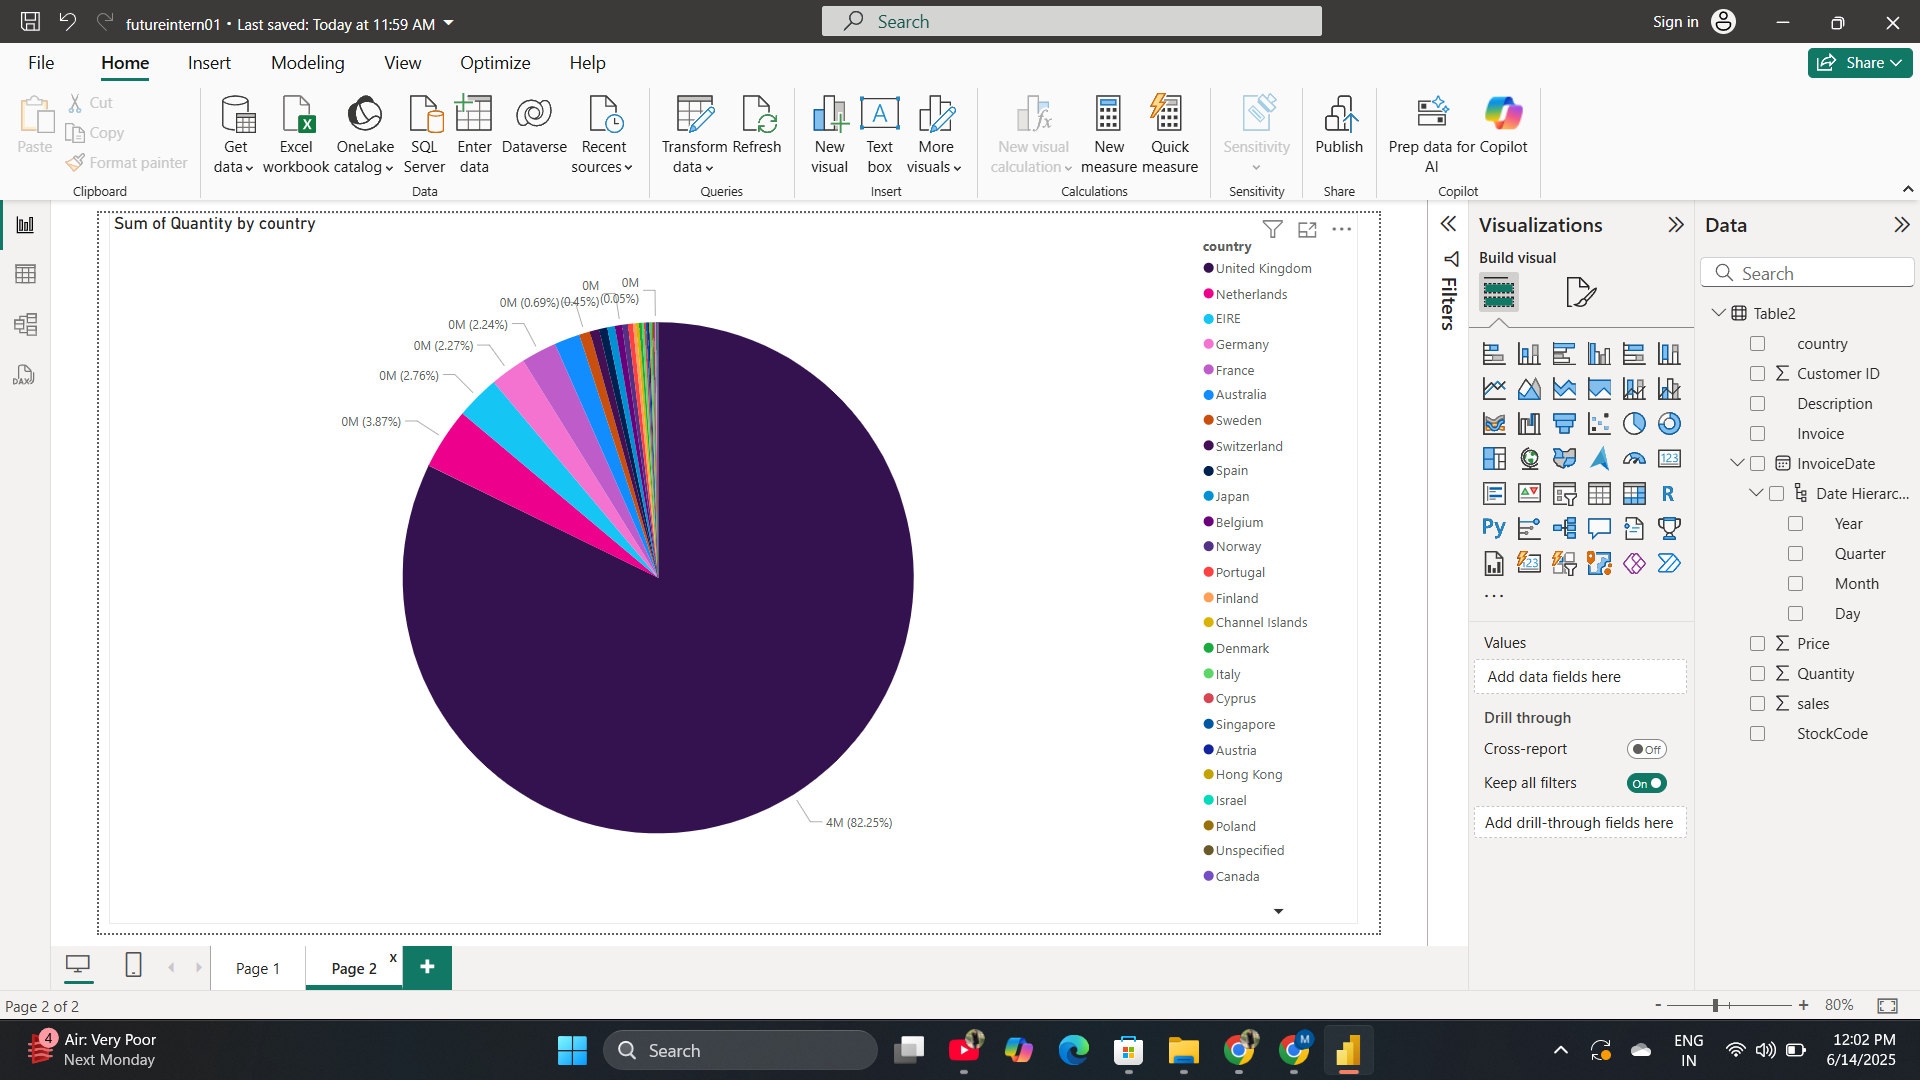 futureintern01 • Last saved: Today at 11:59 AM
Search
Sign in
File Home Insert Modeling View Optimize Help
Share
Paste
Cut
Copy
Format painter
Clipboard
Get data
Excel workbook
OneLake catalog
SQL Server
Enter data
Dataverse
Recent sources
Data
Transform data
Refresh
Queries
New visual
Text box
More visuals
Insert
New visual calculation
New measure
Quick measure
Calculations
Sensitivity
Sensitivity
Publish
Share
Prep data for AI
Copilot
Copilot
Sum of Quantity by country
0M
0M
(0.05%)
(0.45%)
0M (0.69%)
0M (2.24%)
0M (2.27%)
0M (2.76%)
0M (3.87%)
4M (82.25%)
country
United Kingdom
Netherlands
EIRE
Germany
France
Australia
Sweden
Switzerland
Spain
Japan
Belgium
Norway
Portugal
Finland
Channel Islands
Denmark
Italy
Cyprus
Singapore
Austria
Hong Kong
Israel
Poland
Unspecified
Canada
Filters
Visualizations
Build visual
123
R
Py
123
Values
Add data fields here
Drill through
Cross-report
Off
Keep all filters
On
Add drill-through fields here
Data
Search
Table2
country
Customer ID
Description
Invoice
InvoiceDate
Date Hierarc...
Year
Quarter
Month
Day
Price
Quantity
sales
StockCode
Page 1
Page 2
x
+
Page 2 of 2
- + 80%
4
Air: Very Poor
Next Monday
Search
M
ENG
IN
12:02 PM
6/14/2025
DAX
A